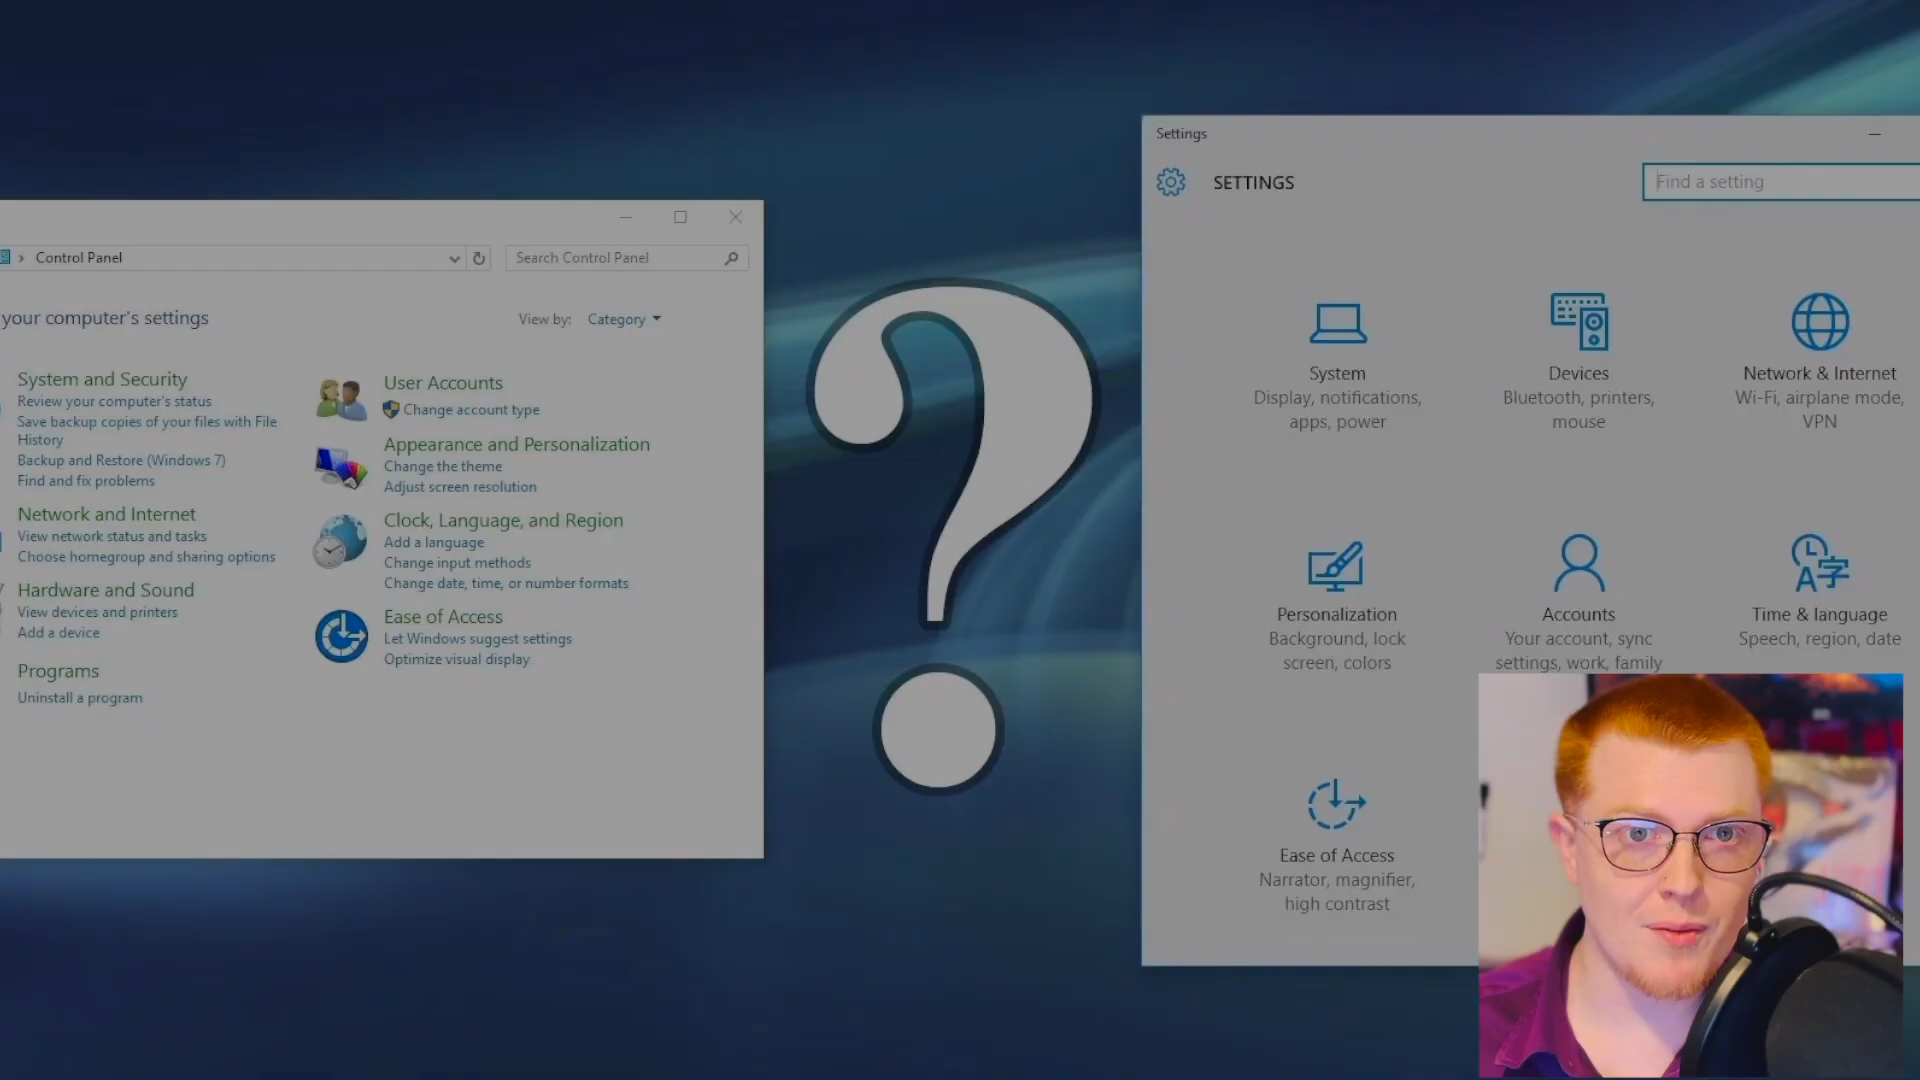 Control Panel
Search Control Panel
your computer's settings
View by: Category
System and Security
Review your computer's status
Save backup copies of your files with File
History
Backup and Restore (Windows 7)
Find and fix problems
Network and Internet
View network status and tasks
Choose homegroup and sharing options
Hardware and Sound
View devices and printers
Add a device
Programs
Uninstall a program
User Accounts
Change account type
Appearance and Personalization
Change the theme
Adjust screen resolution
Clock, Language, and Region
Add a language
Change input methods
Change date, time, or number formats
Ease of Access
Let Windows suggest settings
Optimize visual display
?
Settings
SETTINGS
Find a setting
System
Display, notifications,
apps, power
Devices
Bluetooth, printers,
mouse
Network & Internet
Wi-Fi, airplane mode,
VPN
Personalization
Background, lock
screen, colors
Accounts
Your account, sync
settings, work, family
Time & language
Speech, region, date
Ease of Access
Narrator, magnifier,
high contrast